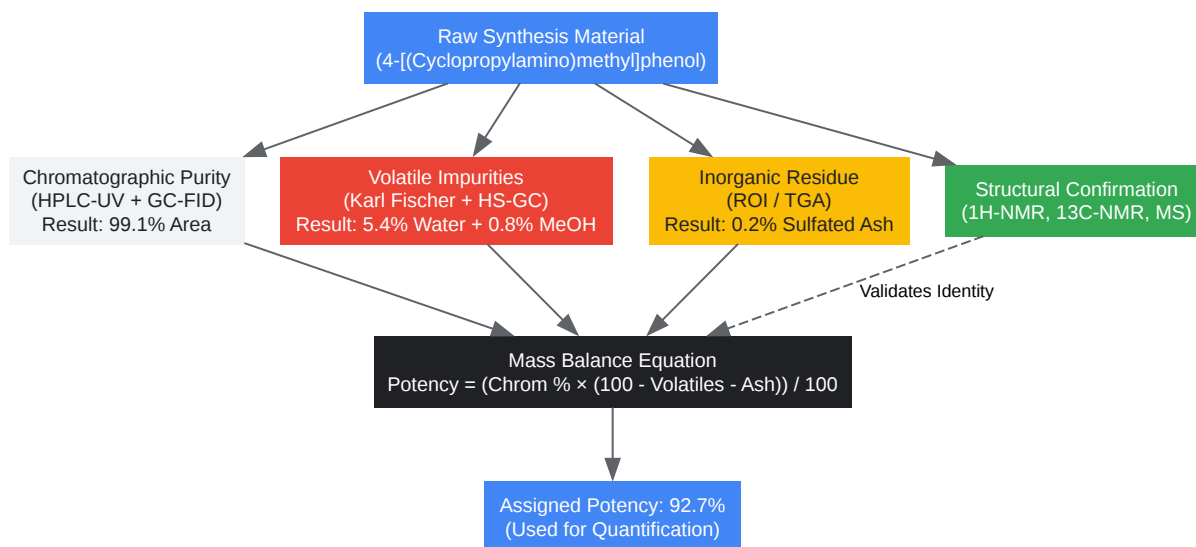 Raw Synthesis Material
(4-[(Cyclopropylamino)methyl]phenol)
Chromatographic Purity
(HPLC-UV + GC-FID)
Result: 99.1% Area
Volatile Impurities
(Karl Fischer + HS-GC)
Result: 5.4% Water + 0.8% MeOH
Inorganic Residue
(ROI / TGA)
Result: 0.2% Sulfated Ash
Structural Confirmation
(1H-NMR, 13C-NMR, MS)
Validates Identity
Mass Balance Equation
Potency = (Chrom % × (100 - Volatiles - Ash)) / 100
Assigned Potency: 92.7%
(Used for Quantification)